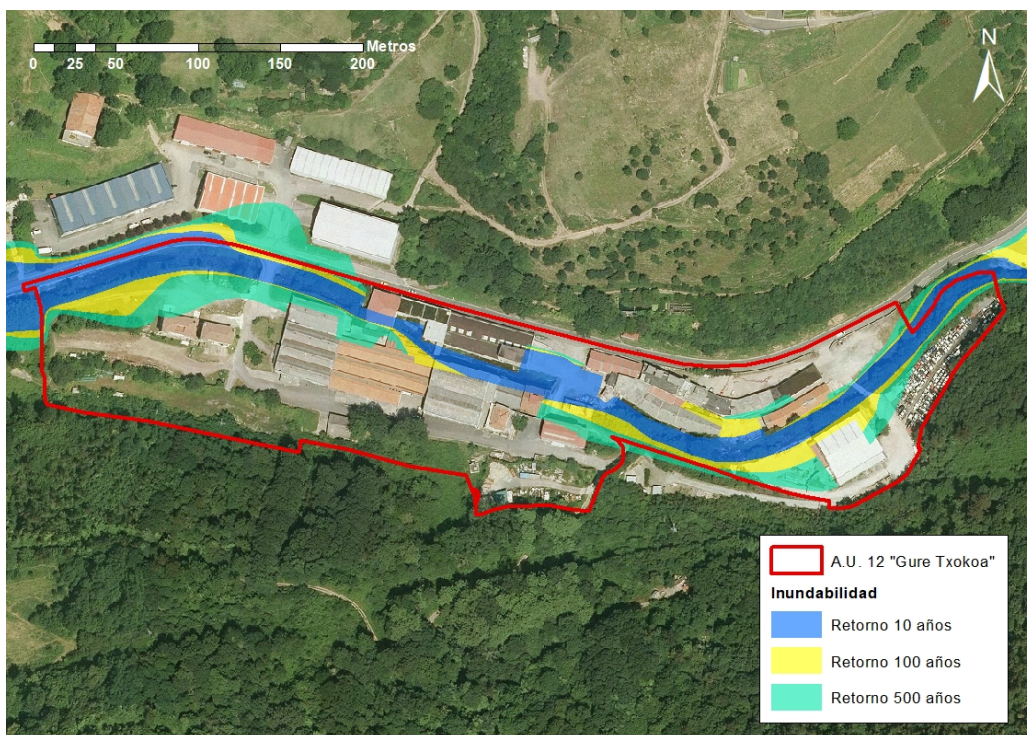 Metros
0 25 50 100 150 200
N
A.U. 12 "Gure Txokoa"
Inundabilidad
Retorno 10 años
Retorno 100 años
Retorno 500 años